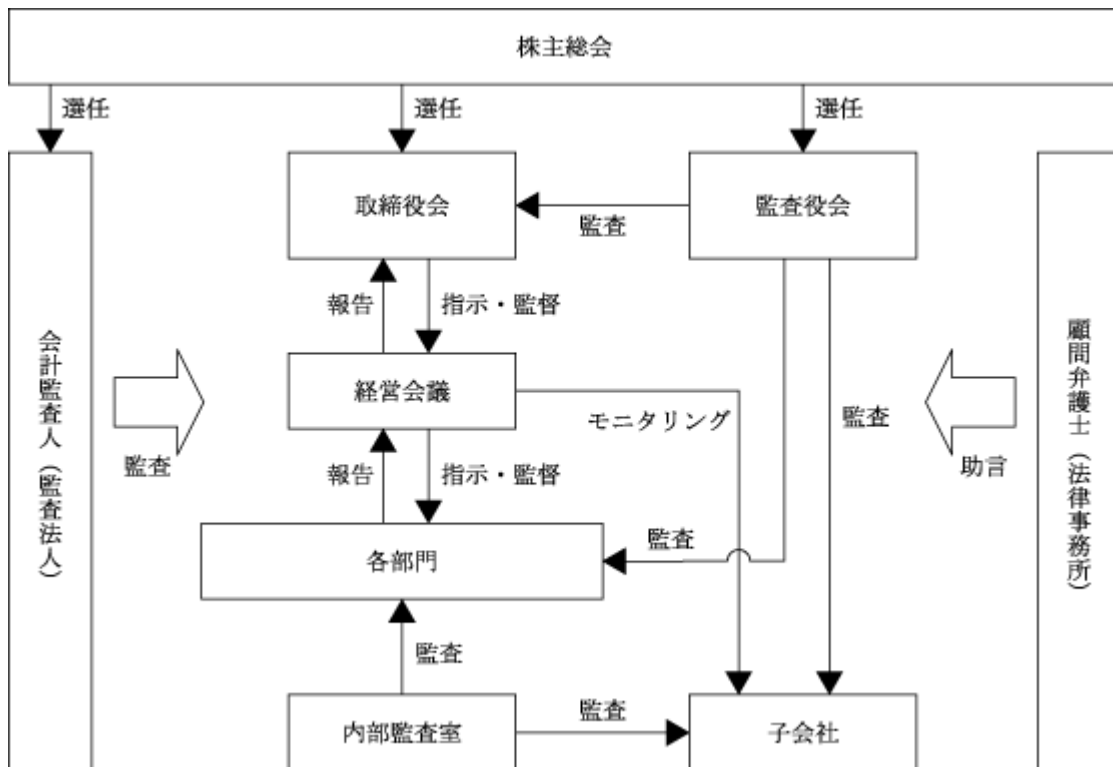 株主総会
選任
選任
選任
取締役会
監査役会
監査
報告
指示・監督
会計監査人（監査法人）
顧問弁護士（法律事務所）
経営会議
モニタリング
監査
監査
助言
報告
指示・監督
監査
各部門
監査
内部監査室
監査
子会社